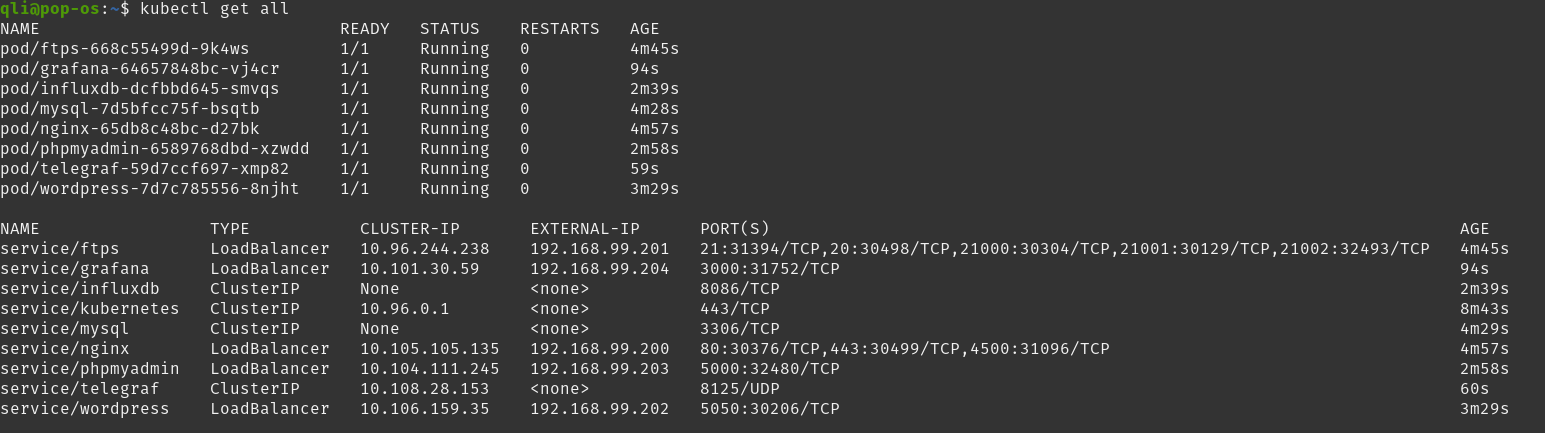 qli@pop-os:~$ kubectl get all
NAME                              READY   STATUS    RESTARTS   AGE
pod/ftps-668c55499d-9k4ws         1/1     Running   0          4m45s
pod/grafana-64657848bc-vj4cr      1/1     Running   0          94s
pod/influxdb-dcfbbd645-smvqs      1/1     Running   0          2m39s
pod/mysql-7d5bfcc75f-bsqtb        1/1     Running   0          4m28s
pod/nginx-65db8c48bc-d27bk        1/1     Running   0          4m57s
pod/phpmyadmin-6589768dbd-xzwdd   1/1     Running   0          2m58s
pod/telegraf-59d7ccf697-xmp82     1/1     Running   0          59s
pod/wordpress-7d7c785556-8njht    1/1     Running   0          3m29s

NAME                 TYPE           CLUSTER-IP       EXTERNAL-IP      PORT(S)                                                                     AGE
service/ftps         LoadBalancer   10.96.244.238    192.168.99.201   21:31394/TCP,20:30498/TCP,21000:30304/TCP,21001:30129/TCP,21002:32493/TCP   4m45s
service/grafana      LoadBalancer   10.101.30.59     192.168.99.204   3000:31752/TCP                                                              94s
service/influxdb     ClusterIP      None             <none>           8086/TCP                                                                    2m39s
service/kubernetes   ClusterIP      10.96.0.1        <none>           443/TCP                                                                     8m43s
service/mysql        ClusterIP      None             <none>           3306/TCP                                                                    4m29s
service/nginx        LoadBalancer   10.105.105.135   192.168.99.200   80:30376/TCP,443:30499/TCP,4500:31096/TCP                                   4m57s
service/phpmyadmin   LoadBalancer   10.104.111.245   192.168.99.203   5000:32480/TCP                                                              2m58s
service/telegraf     ClusterIP      10.108.28.153    <none>           8125/UDP                                                                    60s
service/wordpress    LoadBalancer   10.106.159.35    192.168.99.202   5050:30206/TCP                                                              3m29s